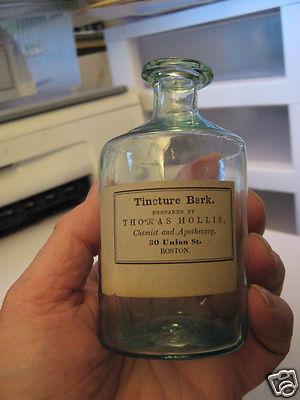 Tincture Bark.
PREPARED BY
THOMAS HOLLIS,
Chemist and Apothecary,
30 Union St.
BOSTON.